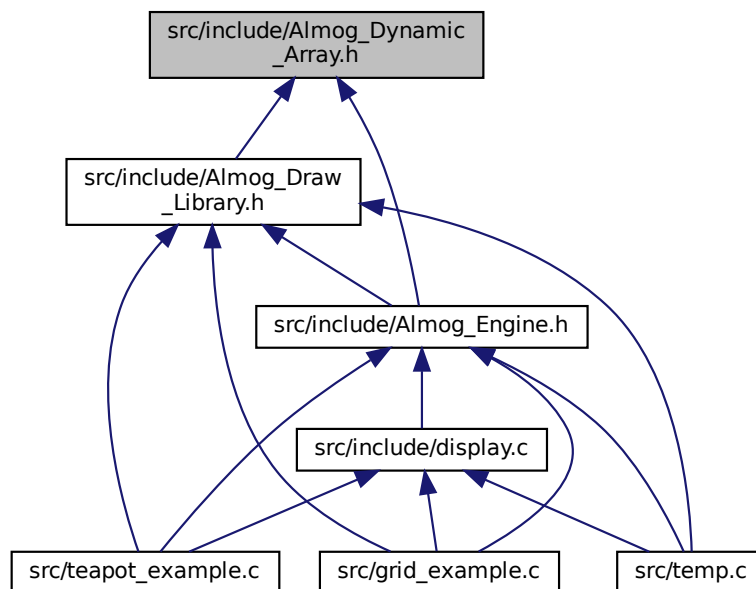 src/include/Almog_Dynamic
_Array.h
src/include/Almog_Draw
_Library.h
src/include/Almog_Engine.h
src/include/display.c
src/teapot_example.c
src/grid_example.c
src/temp.c